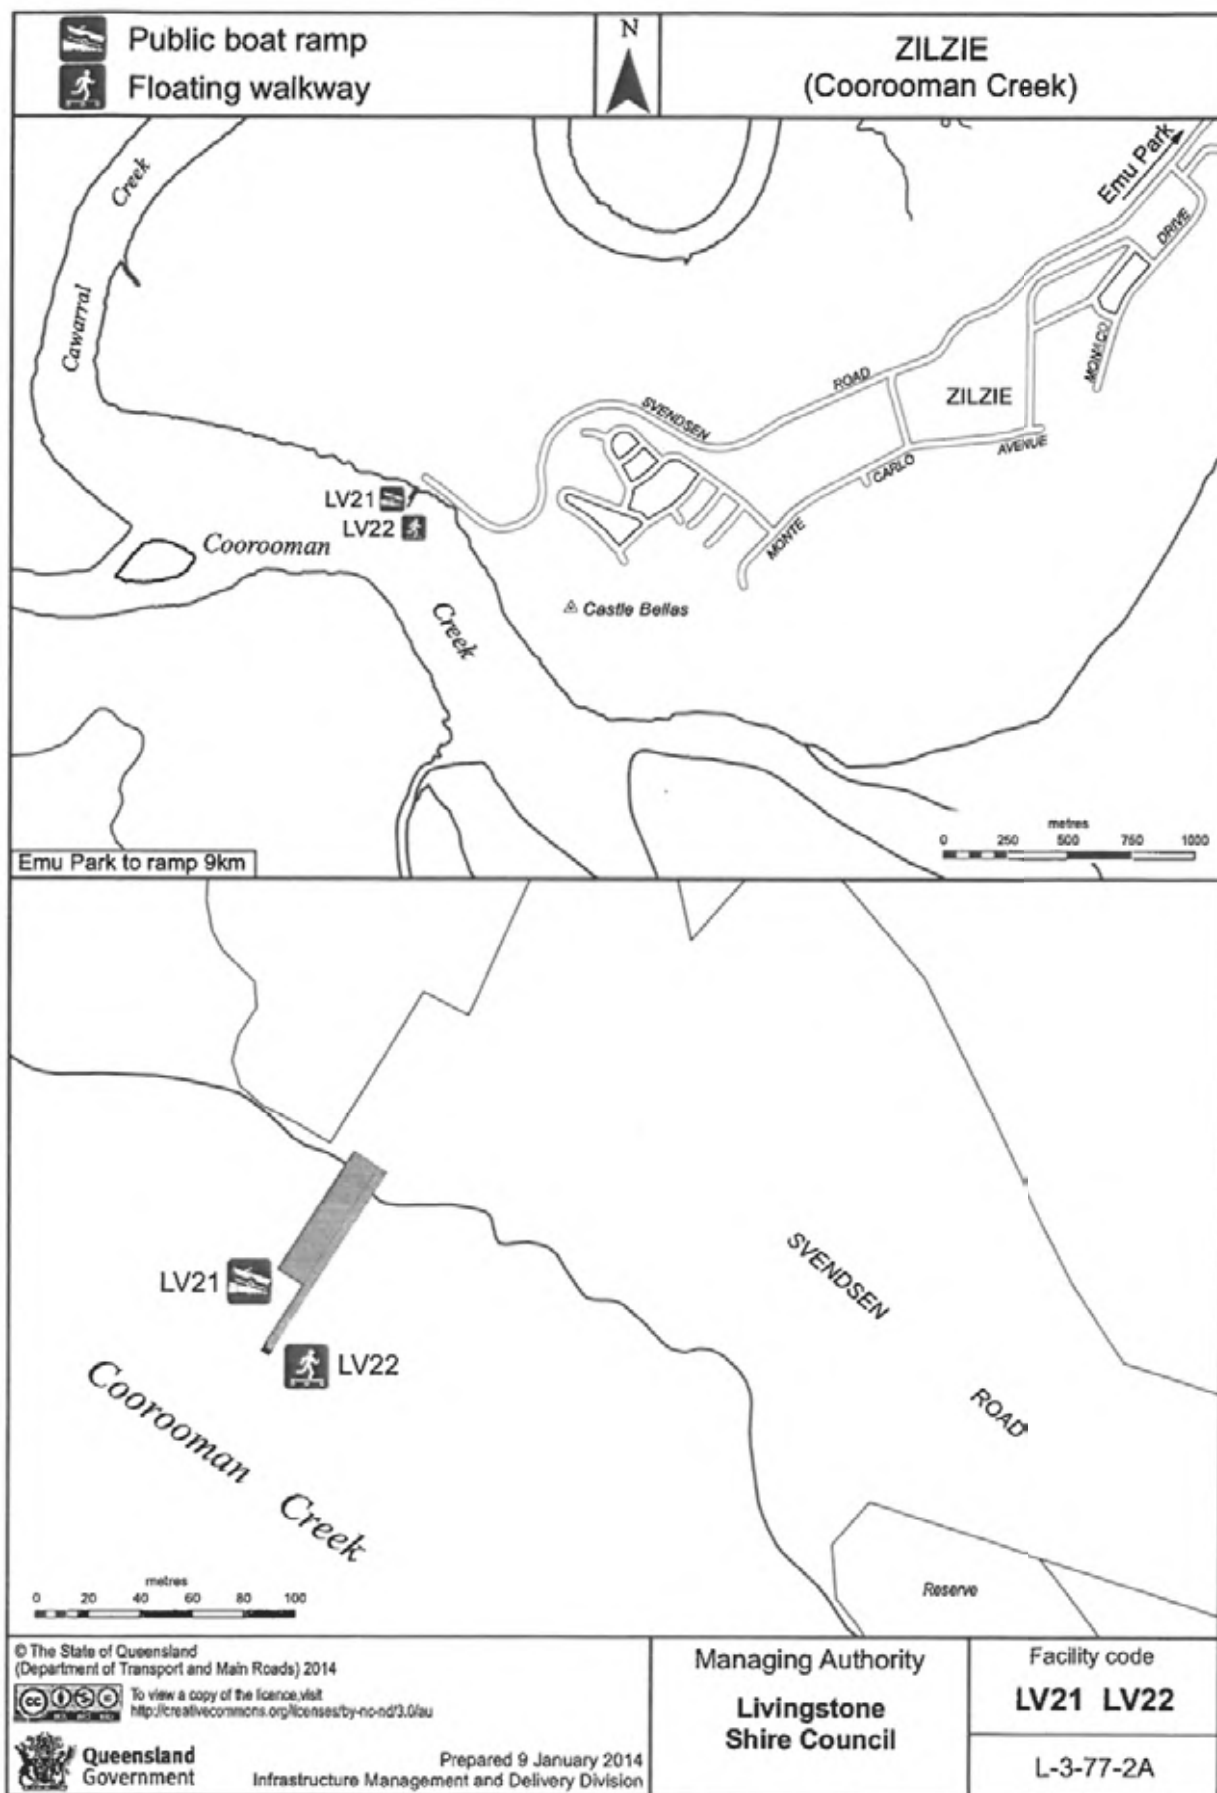 Public boat ramp
Floating walkway
N
ZILZIE
(Coorooman Creek)
Emu Park
Creek
Cawarral
DRIVE
MONACO
ROAD
ZILZIE
SVENDSEN
AVENUE
CARLO
MONTE
LV21
LV22
Coorooman
Creek
Castle Bellas
metres
0 250 500 750 1000
Emu Park to ramp 9km
SVENDSEN
ROAD
LV21
LV22
Coorooman Creek
metres
0 20 40 60 80 100
Reserve
© The State of Queensland
(Department of Transport and Main Roads) 2014
cc
To view a copy of the licence,visit
http://creativecommons.org/licenses/by-nc-nd/3.0/au
Queensland
Government
Prepared 9 January 2014
Infrastructure Management and Delivery Division
Managing Authority
Livingstone
Shire Council
Facility code
LV21 LV22
L-3-77-2A